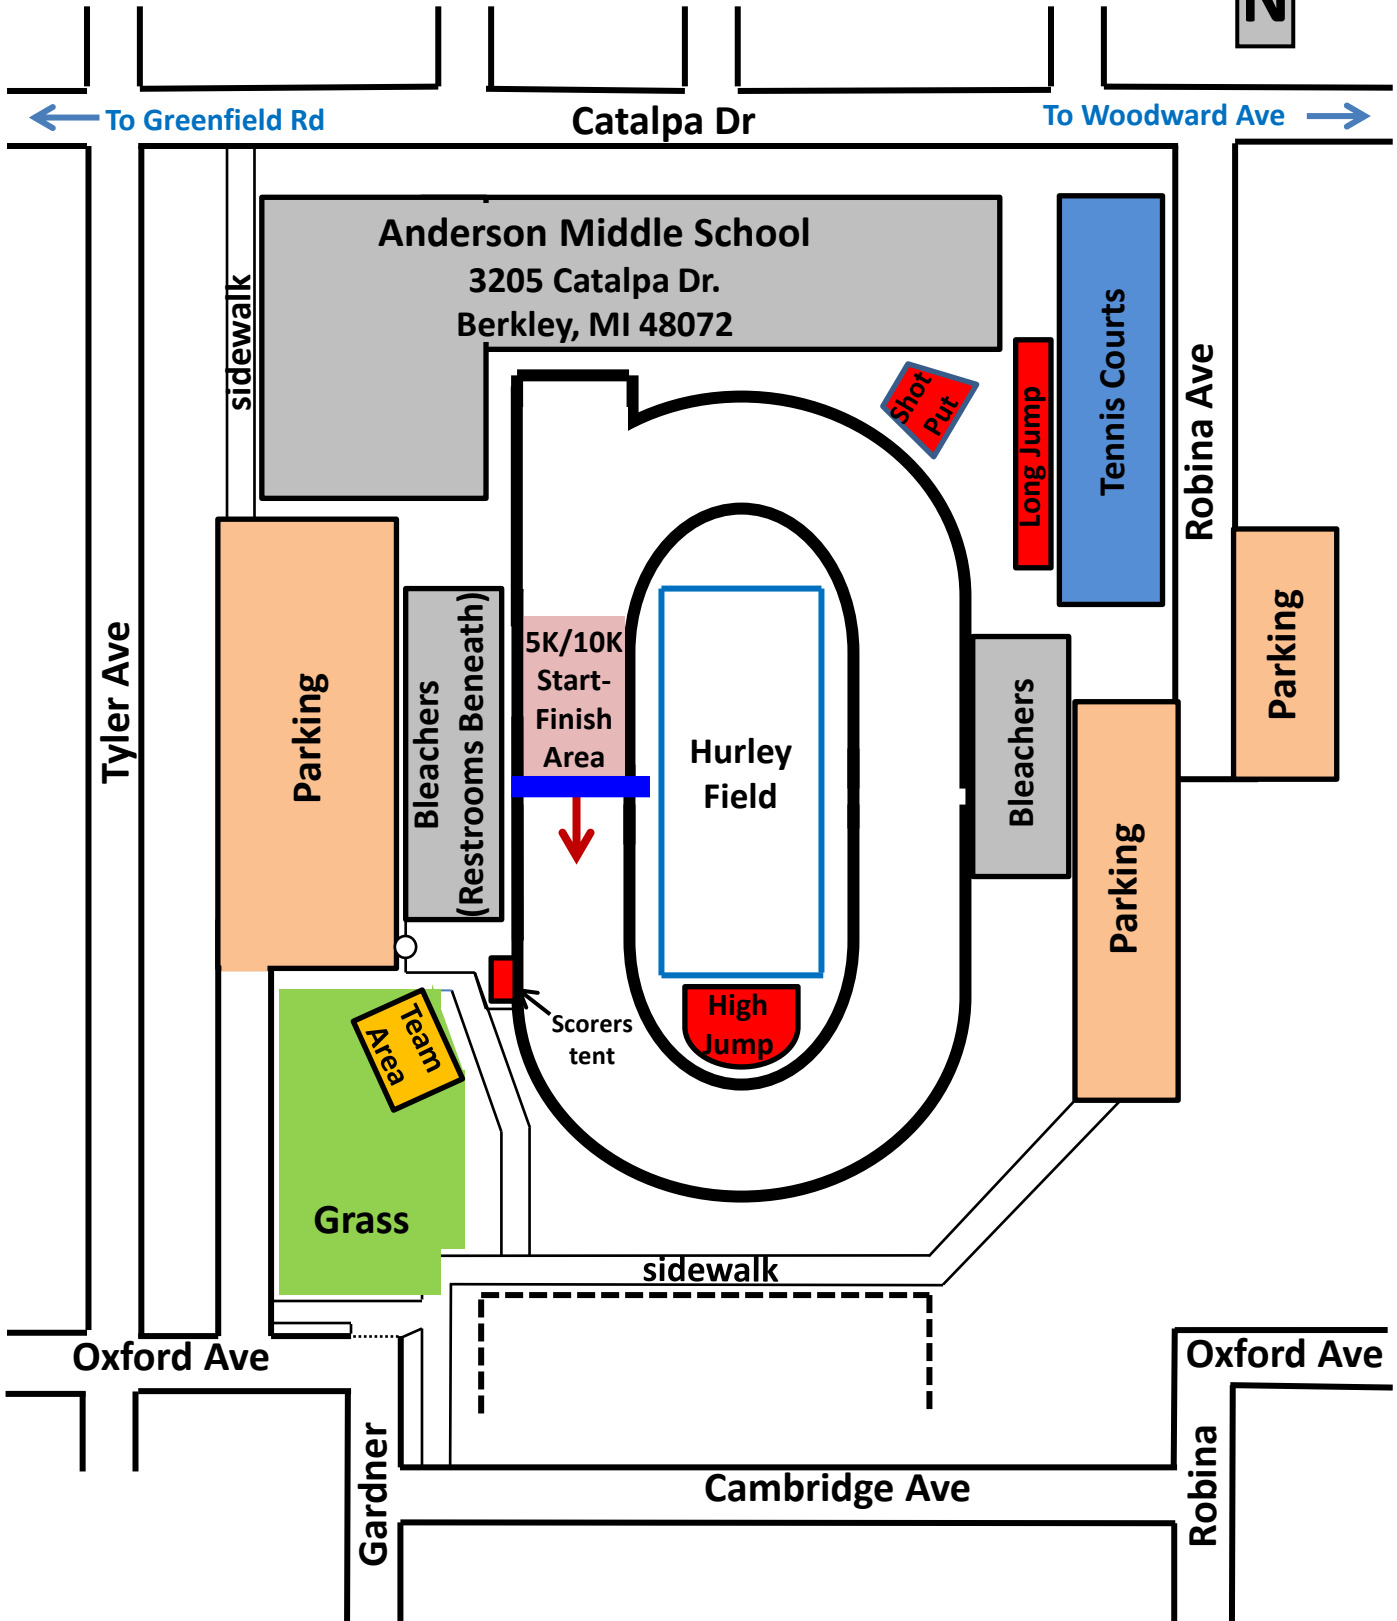 N
To Greenfield Rd
Catalpa Dr
To Woodward Ave
Anderson Middle School
3205 Catalpa Dr.
Berkley, MI 48072
sidewalk
Tennis Courts
Robina Ave
Shot
Put
Long Jump
Tyler Ave
Parking
Bleachers
(Restrooms Beneath)
5K/10K
Start-
Finish
Area
Hurley
Field
Bleachers
Parking
Parking
High
Jump
Scorers
tent
Team
Area
Grass
sidewalk
Oxford Ave
Oxford Ave
Gardner
Cambridge Ave
Robina